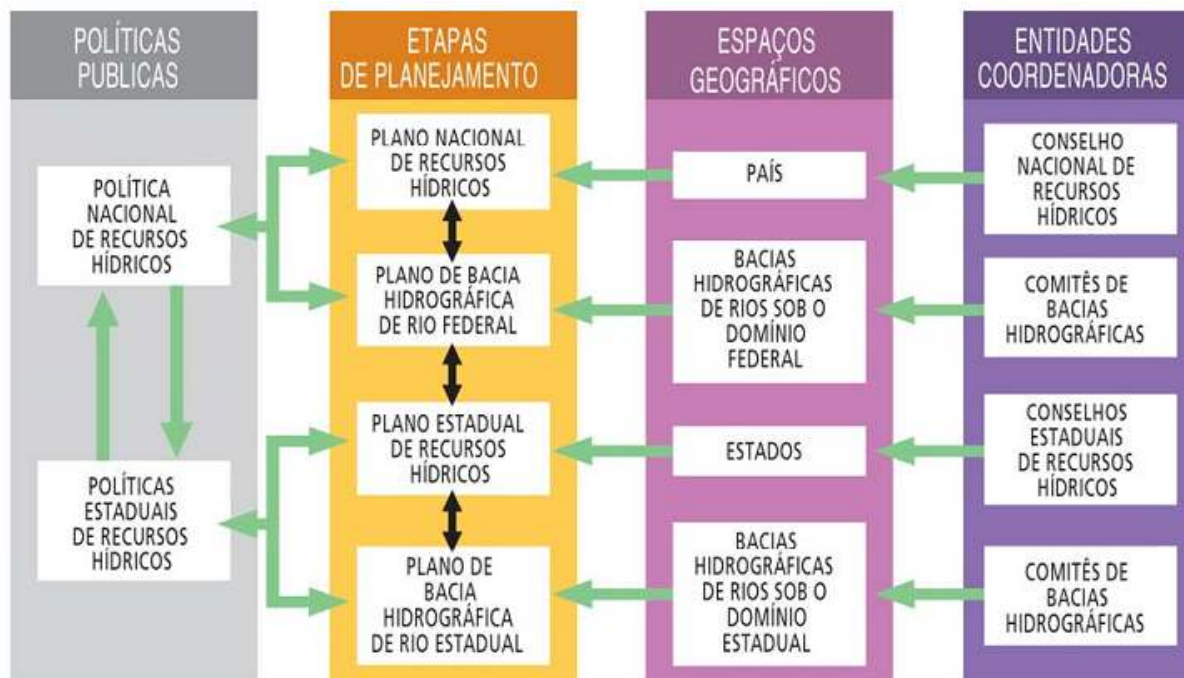 POLÍTICAS
PUBLICAS
ETAPAS
DE PLANEJAMENTO
ESPAÇOS
GEOGRÁFICOS
ENTIDADES
COORDENADORAS
POLÍTICA
NACIONAL
DE RECURSOS
HÍDRICOS
POLÍTICAS
ESTADUAIS
DE RECURSOS
HÍDRICOS
PLANO NACIONAL
DE RECURSOS
HÍDRICOS
PLANO DE BACIA
HIDROGRÁFICA
DE RIO FEDERAL
PLANO ESTADUAL
DE RECURSOS
HÍDRICOS
PLANO DE
BACIA
HIDROGRÁFICA
DE RIO ESTADUAL
PAÍS
BACIAS
HIDROGRÁFICAS
DE RIOS SOB O
DOMÍNIO
FEDERAL
ESTADOS
BACIAS
HIDROGRÁFICAS
DE RIOS SOB O
DOMÍNIO
ESTADUAL
CONSELHO
NACIONAL DE
RECURSOS
HÍDRICOS
COMITÊS DE
BACIAS
HIDROGRÁFICAS
CONSELHOS
ESTADUAIS
DE RECURSOS
HÍDRICOS
COMITÊS
DE BACIAS
HIDROGRÁFICAS